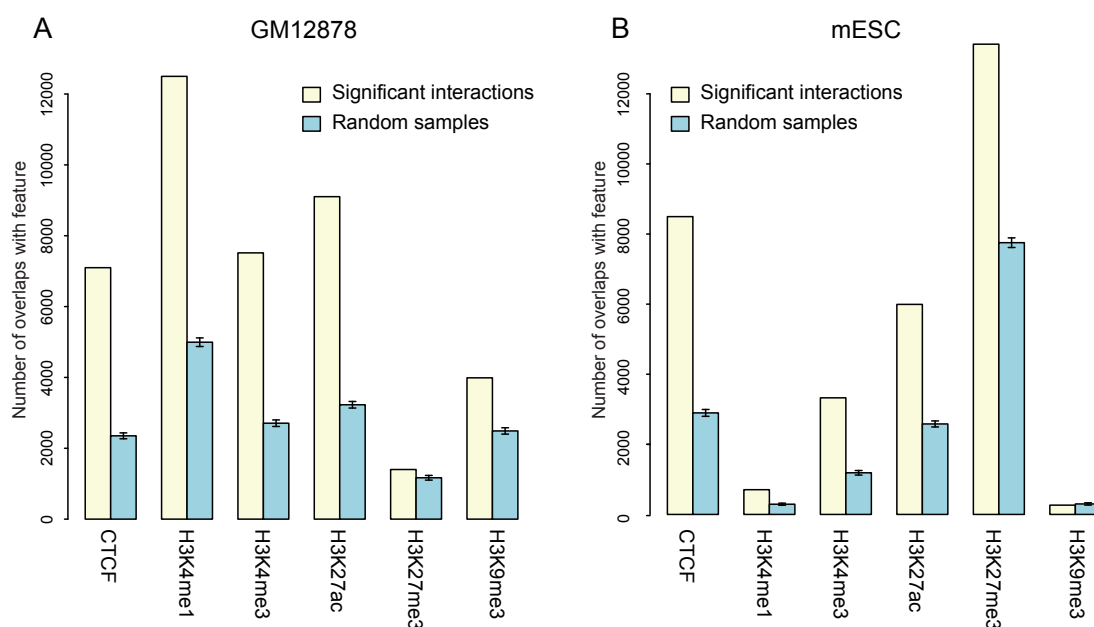 A
GM12878
Significant interactions
Random samples
Number of overlaps with feature
0
2000
4000
6000
8000
10000
12000
CTCF
H3K4me1
H3K4me3
H3K27ac
H3K27me3
H3K9me3
B
mESC
Significant interactions
Random samples
Number of overlaps with feature
0
2000
4000
6000
8000
10000
12000
CTCF
H3K4me1
H3K4me3
H3K27ac
H3K27me3
H3K9me3